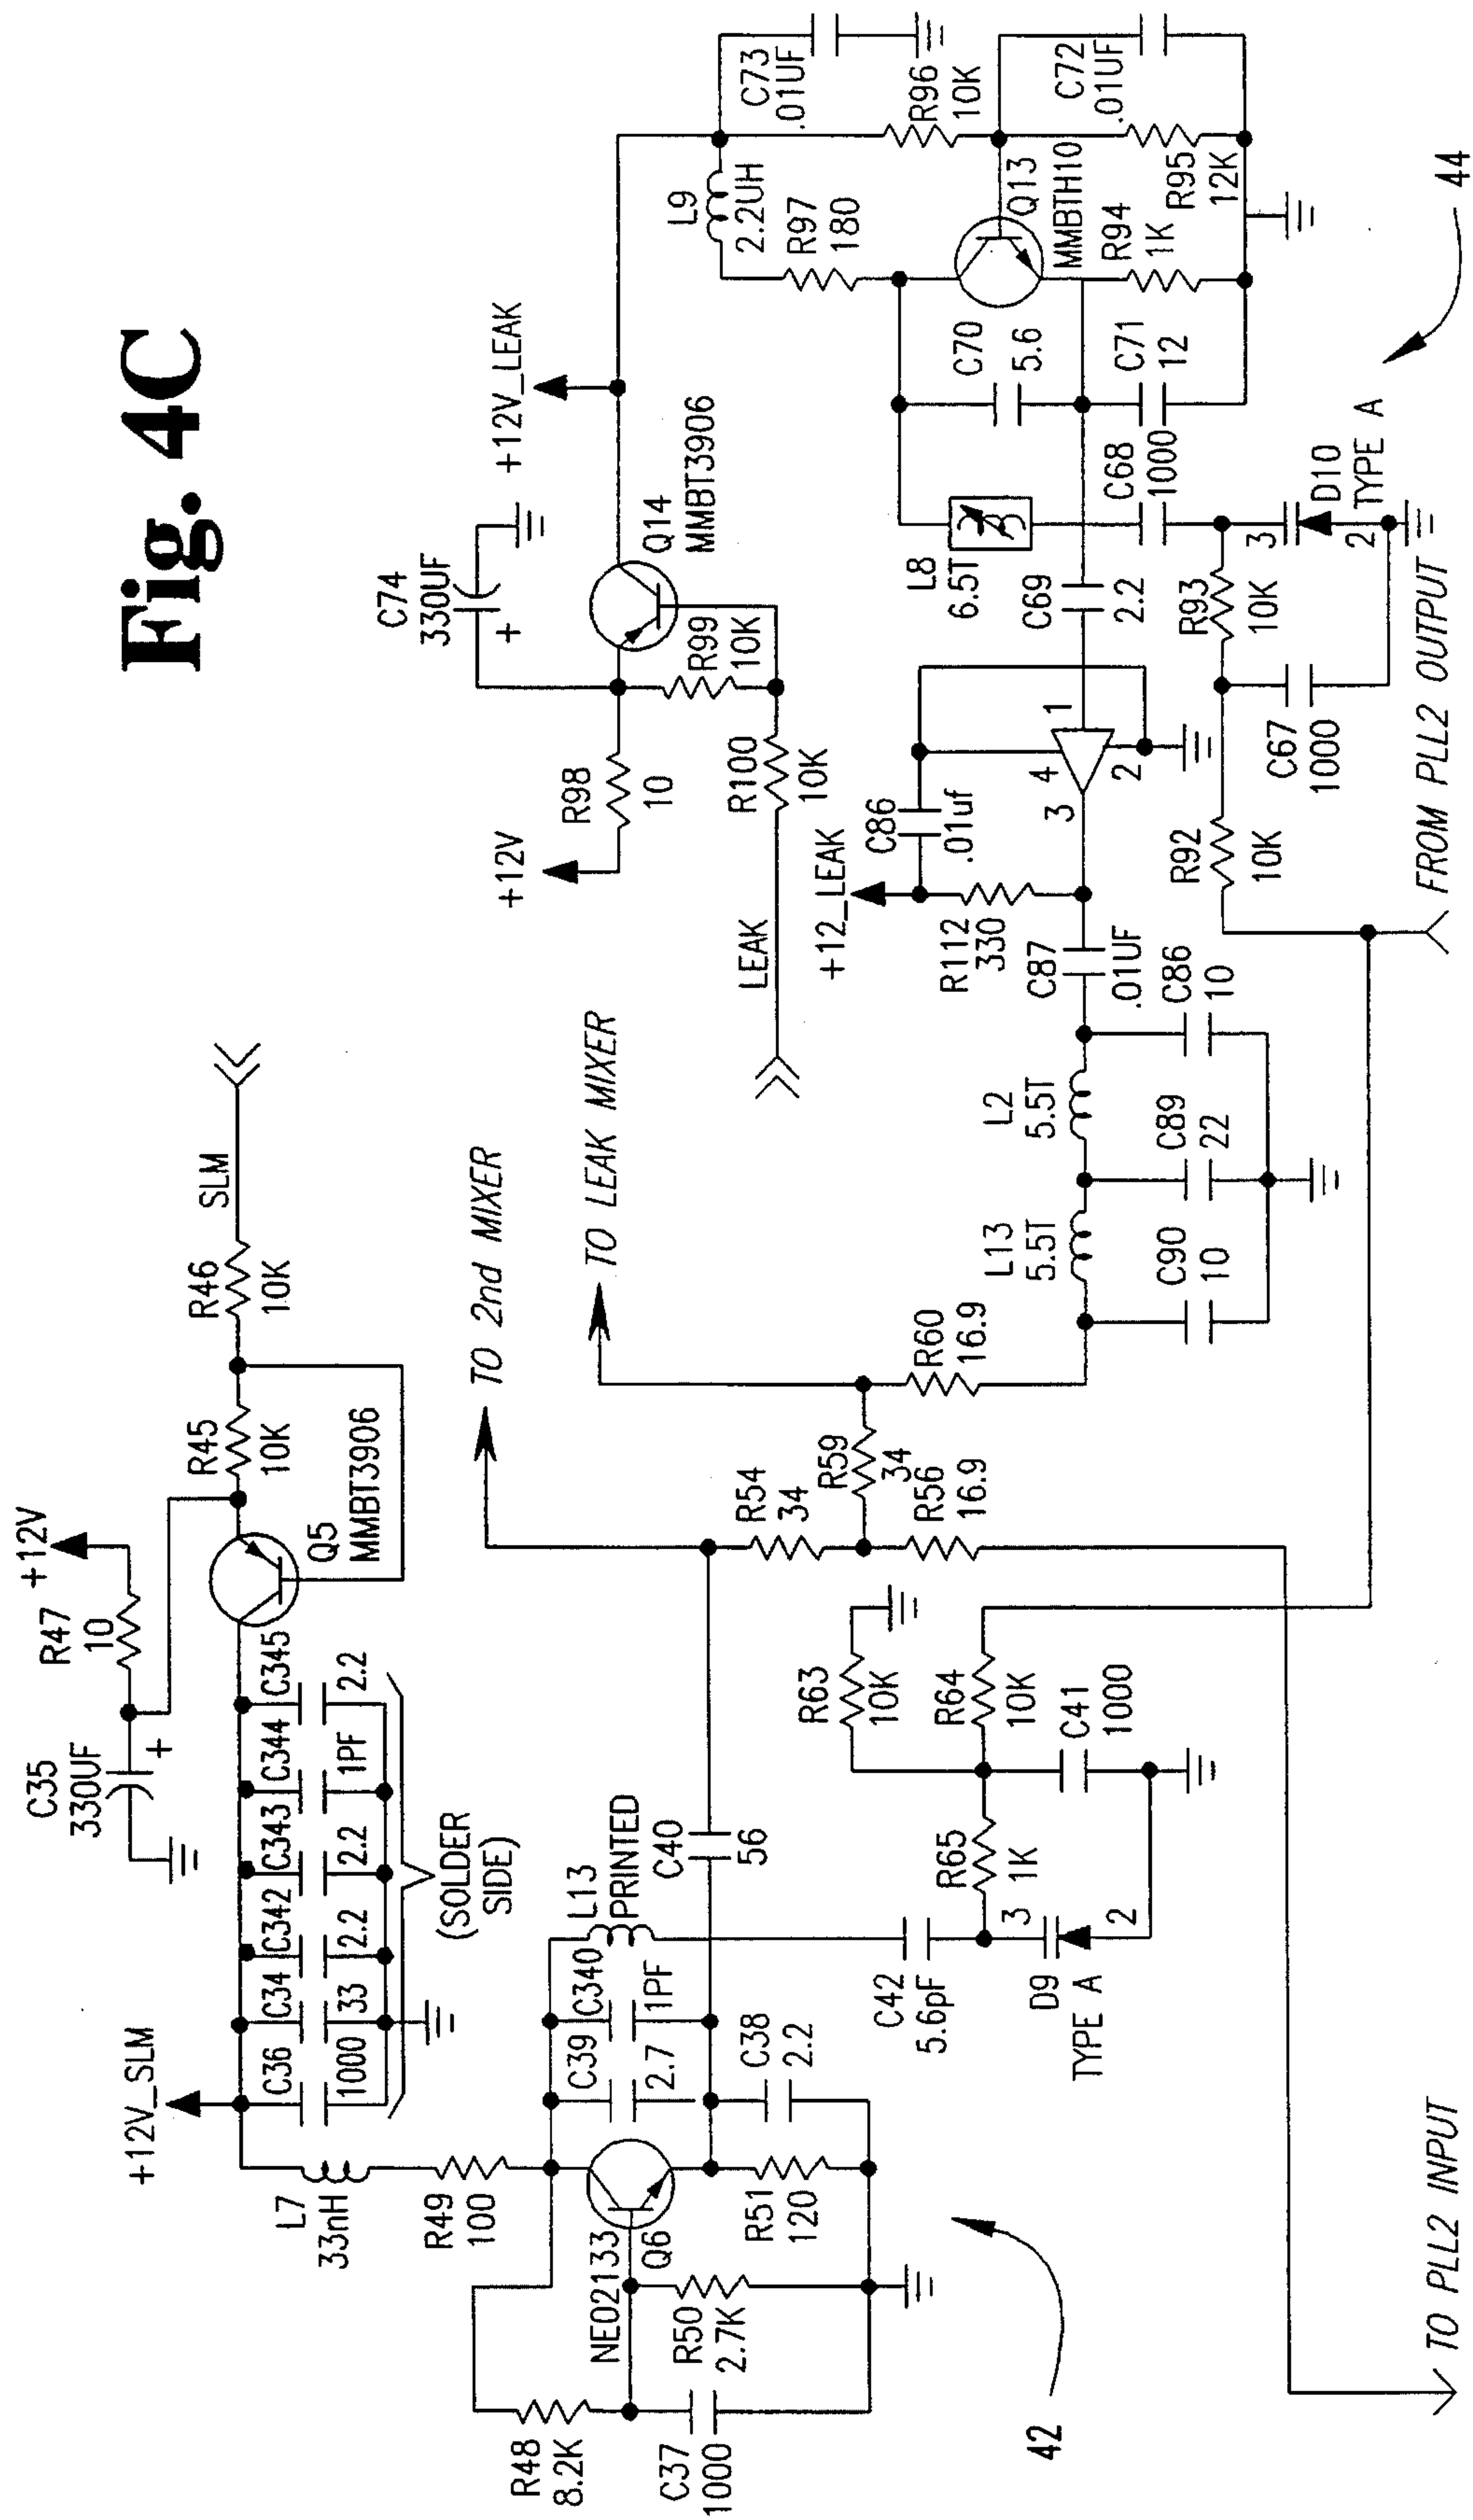 Fig. 4C
+12V
R47
10
C35
330UF
+
R45
10K
R46
10K
SLM
Q5
MMBT3906
+12V_SLM
C36
1000
C34
33
C342
2.2
C343
2.2
C344
1PF
C345
2.2
(SOLDER
SIDE)
L7
33nH
R49
100
R48
8.2K
NE02133
Q6
C37
1000
R50
2.7K
R51
120
C39
2.7
C340
1PF
C38
2.2
L13
PRINTED
C40
56
C42
5.6pF
D9
TYPE A
3
2
R65
1K
R63
10K
R64
10K
C41
1000
42
TO 2nd MIXER
TO LEAK MIXER
R54
34
R59
34
R56
16.9
R60
16.9
TO PLL2 INPUT
L13
5.5T
L2
5.5T
C90
10
C89
22
C86
10
C87
.01UF
R112
330
+12_LEAK
C86
.01uf
4
3
1
2
LEAK
R100
10K
R99
10K
+12V
R98
10
C74
330UF
+
Q14
MMBT3906
+12V_LEAK
L9
2.2UH
R97
180
C73
.01UF
R96
10K
Q13
MMBTH10
C72
.01UF
R95
12K
R94
1K
C70
5.6
C71
12
L8
6.5T
C68
1000
C69
2.2
R93
10K
3
D10
TYPE A
2
C67
1000
R92
10K
FROM PLL2 OUTPUT
44